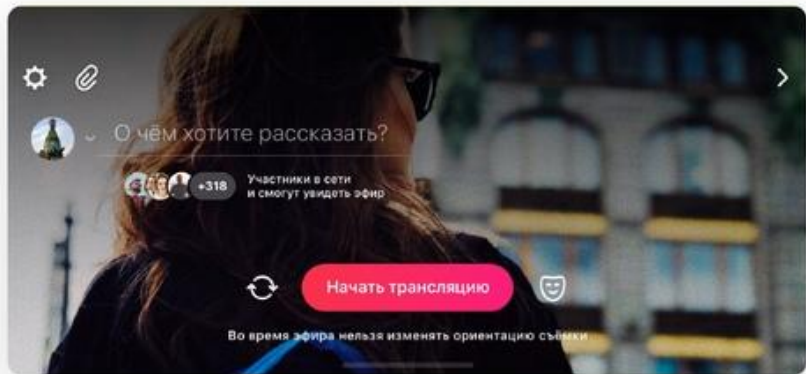 О чём хотите рассказать?
+318
Участники в сети
и смогут увидеть эфир
Начать трансляцию
Во время эфира нельзя изменять ориентацию съёмки